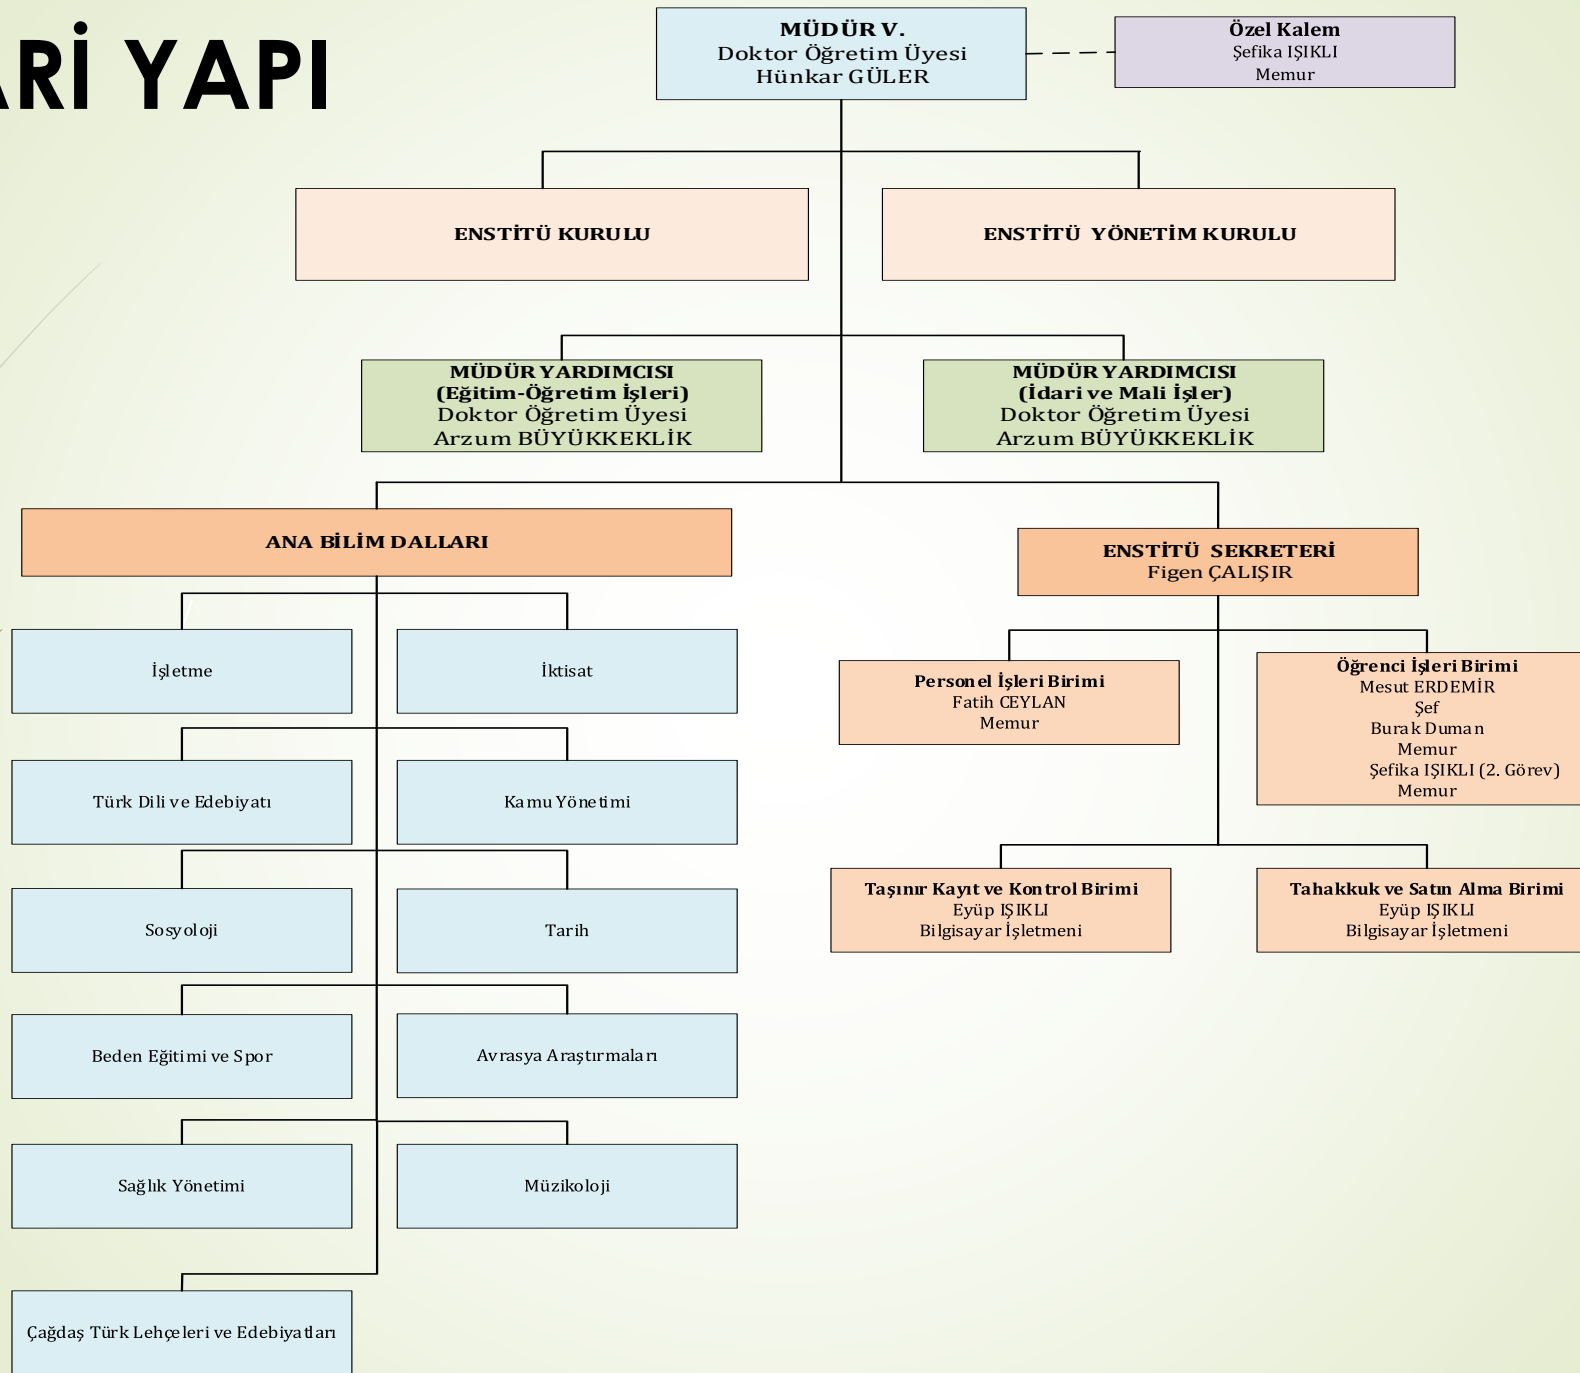 ARİ YAPI
MÜDÜR V.
Doktor Öğretim Üyesi
Hünkar GÜLER
Özel Kalem
Şefika IŞIKLI
Memur
ENSTİTÜ KURULU
ENSTİTÜ YÖNETİM KURULU
MÜDÜR YARDIMCISI
(Eğitim-Öğretim İşleri)
Doktor Öğretim Üyesi
Arzum BÜYÜKKEKLİK
MÜDÜR YARDIMCISI
(İdari ve Mali İşler)
Doktor Öğretim Üyesi
Arzum BÜYÜKKEKLİK
ANA BİLİM DALLARI
ENSTİTÜ SEKRETERİ
Figen ÇALIŞIR
İşletme
İktisat
Türk Dili ve Edebiyatı
Kamu Yönetimi
Sosyoloji
Tarih
Beden Eğitimi ve Spor
Avrasya Araştırmaları
Sağlık Yönetimi
Müzikoloji
Çağdaş Türk Lehçeleri ve Edebiyatları
Personel İşleri Birimi
Fatih CEYLAN
Memur
Öğrenci İşleri Birimi
Mesut ERDEMİR
Şef
Burak Duman
Memur
Şefika IŞIKLI (2. Görev)
Memur
Taşınır Kayıt ve Kontrol Birimi
Eyüp IŞIKLI
Bilgisayar İşletmeni
Tahakkuk ve Satın Alma Birimi
Eyüp IŞIKLI
Bilgisayar İşletmeni